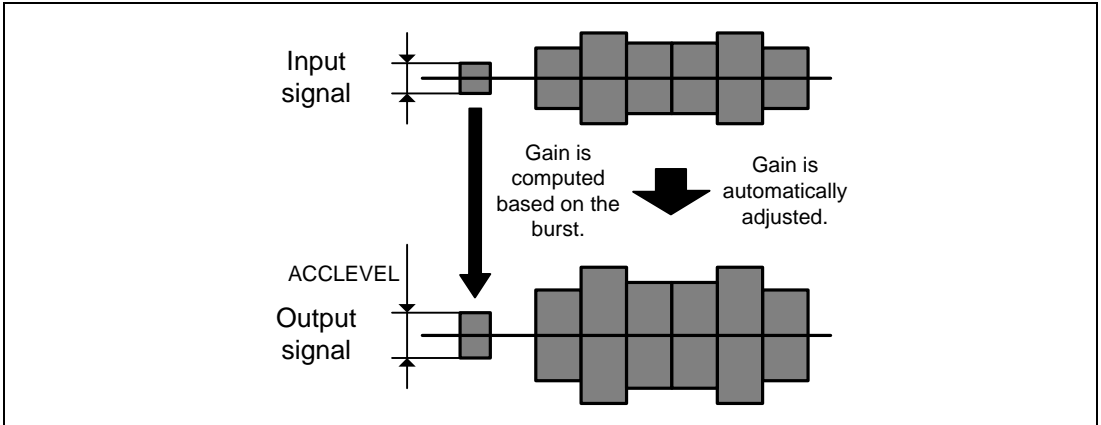 Input
signal
Gain is
computed
based on the
burst.
Gain is
automatically
adjusted.
ACCLEVEL
Output
signal